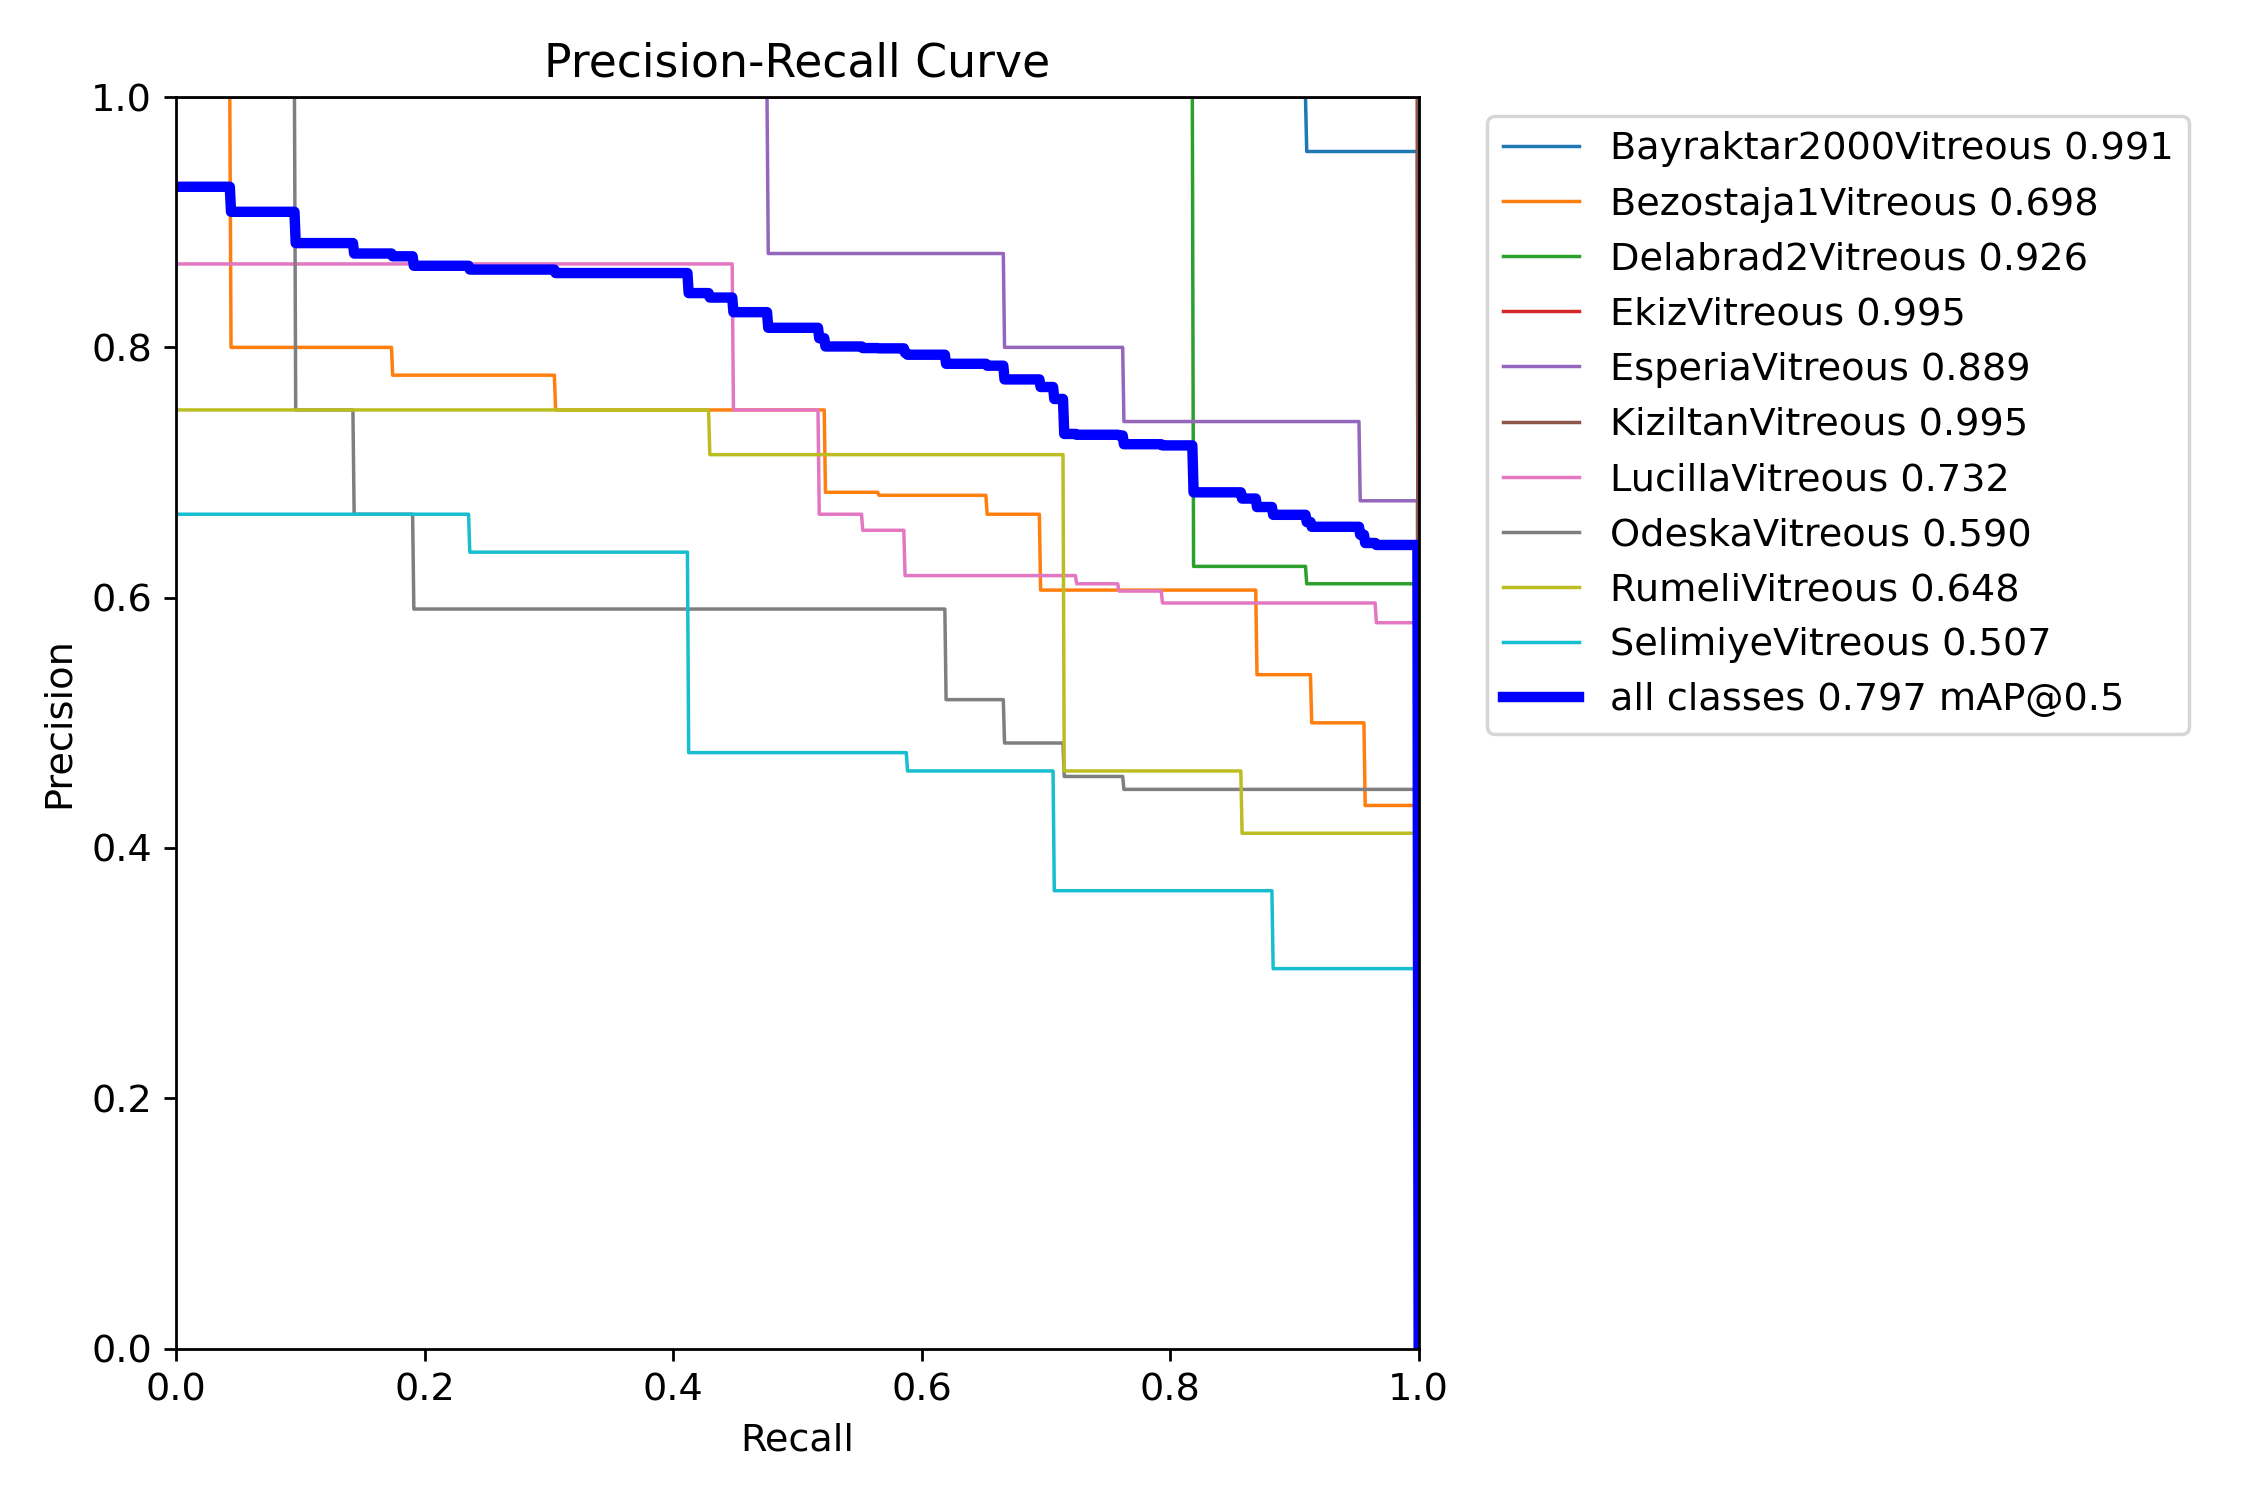 Precision-Recall Curve
1.0
0.8
0.6
0.4
0.2
0.0
Precision
0.0 0.2 0.4 0.6 0.8 1.0
Recall
Bayraktar2000Vitreous 0.991
Bezostaja1Vitreous 0.698
Delabrad2Vitreous 0.926
EkizVitreous 0.995
EsperiaVitreous 0.889
KiziltanVitreous 0.995
LucillaVitreous 0.732
OdeskaVitreous 0.590
RumeliVitreous 0.648
SelimiyeVitreous 0.507
all classes 0.797 mAP@0.5